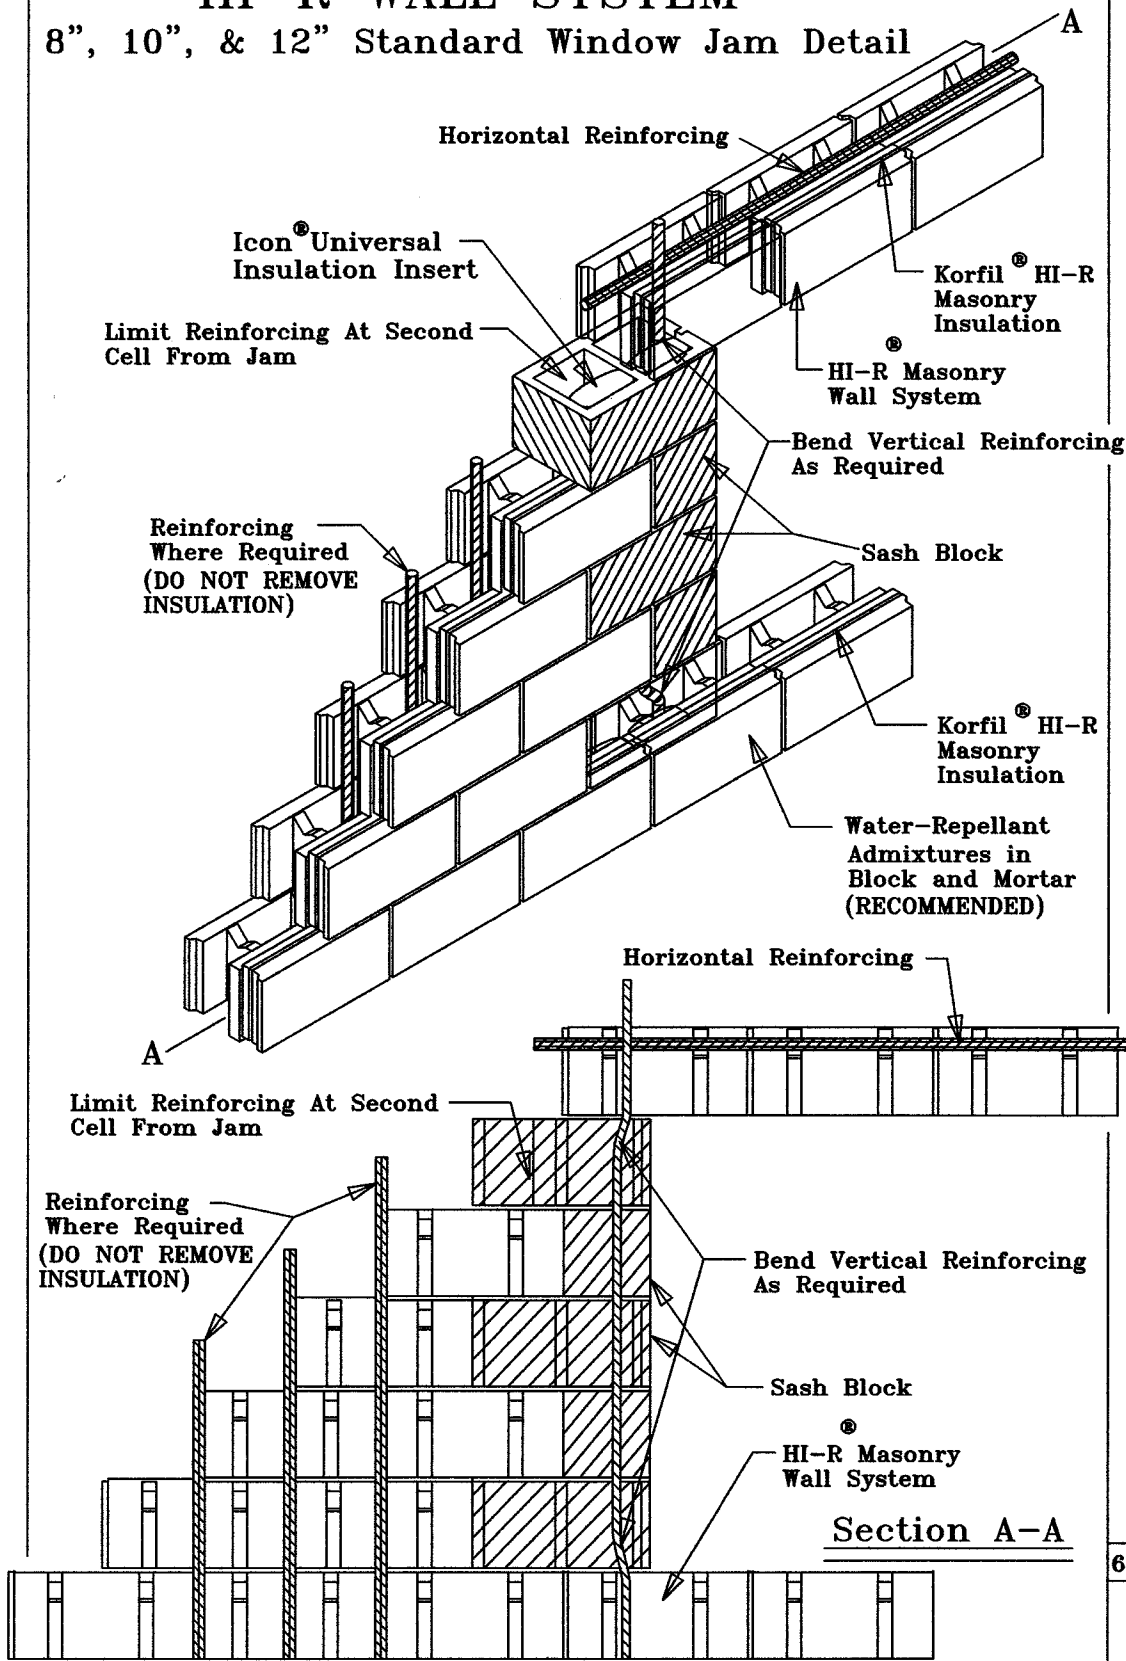 HI-R WALL SYSTEM
8”, 10”, & 12” Standard Window Jam Detail
A
Horizontal Reinforcing
Icon® Universal
Insulation Insert
Limit Reinforcing At Second
Cell From Jam
Korfil® HI-R
Masonry
Insulation
®
HI-R Masonry
Wall System
Bend Vertical Reinforcing
As Required
Reinforcing
Where Required
(DO NOT REMOVE
INSULATION)
Sash Block
Korfil® HI-R
Masonry
Insulation
Water-Repellant
Admixtures in
Block and Mortar
(RECOMMENDED)
A
Horizontal Reinforcing
Limit Reinforcing At Second
Cell From Jam
Reinforcing
Where Required
(DO NOT REMOVE
INSULATION)
Bend Vertical Reinforcing
As Required
Sash Block
®
HI-R Masonry
Wall System
Section A-A
6